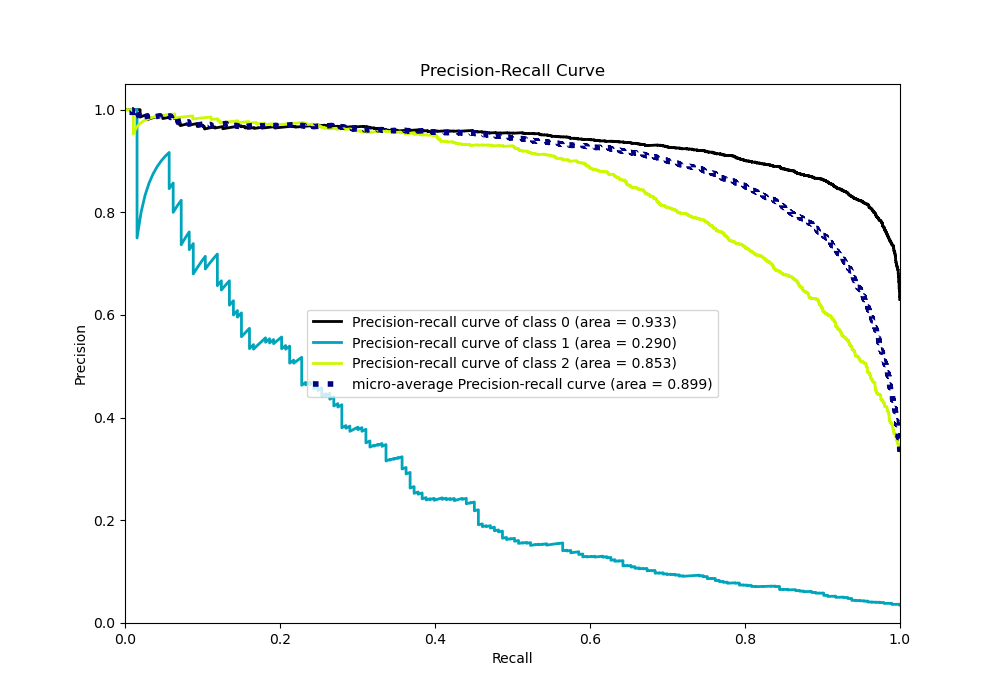 Precision-Recall Curve
1.0
0.8
0.6
0.4
0.2
0.0
Precision
Precision-recall curve of class 0 (area = 0.933)
Precision-recall curve of class 1 (area = 0.290)
Precision-recall curve of class 2 (area = 0.853)
micro-average Precision-recall curve (area = 0.899)
0.0 0.2 0.4 0.6 0.8 1.0
Recall